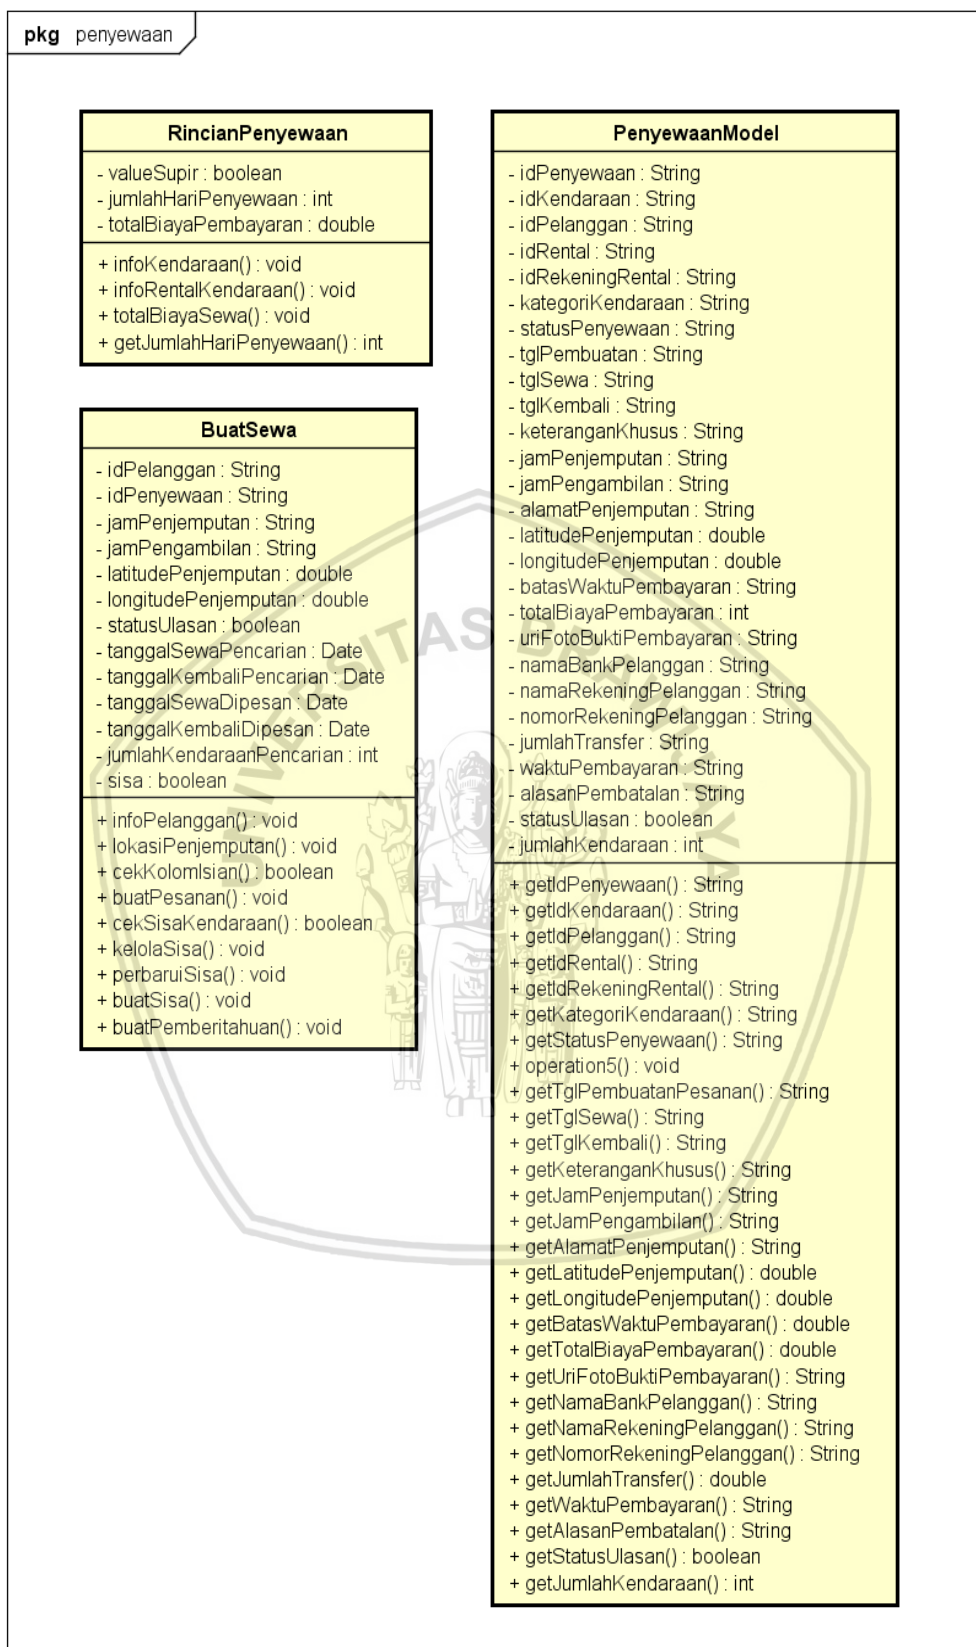 pkg penyewaan
RincianPenyewaan
- valueSupir : boolean
- jumlahHariPenyewaan : int
- totalBiayaPembayaran : double
+ infoKendaraan() : void
+ infoRentalKendaraan() : void
+ totalBiayaSewa() : void
+ getJumlahHariPenyewaan() : int
BuatSewa
- idPelanggan : String
- idPenyewaan : String
- jamPenjemputan : String
- jamPengambilan : String
- latitudePenjemputan : double
- longitudePenjemputan : double
- statusUlasan : boolean
- tanggalSewaPencarian : Date
- tanggalKembaliPencarian : Date
- tanggalSewaDipesan : Date
- tanggalKembaliDipesan : Date
- jumlahKendaraanPencarian : int
- sisa : boolean
+ infoPelanggan() : void
+ lokasiPenjemputan() : void
+ cekKolomIsian() : boolean
+ buatPesanan() : void
+ cekSisaKendaraan() : boolean
+ kelolaSisa() : void
+ perbaruiSisa() : void
+ buatSisa() : void
+ buatPemberitahuan() : void
PenyewaanModel
- idPenyewaan : String
- idKendaraan : String
- idPelanggan : String
- idRental : String
- idRekeningRental : String
- kategoriKendaraan : String
- statusPenyewaan : String
- tglPembuatan : String
- tglSewa : String
- tglKembali : String
- keteranganKhusus : String
- jamPenjemputan : String
- jamPengambilan : String
- alamatPenjemputan : String
- latitudePenjemputan : double
- longitudePenjemputan : double
- batasWaktuPembayaran : String
- totalBiayaPembayaran : int
- uriFotoBuktiPembayaran : String
- namaBankPelanggan : String
- namaRekeningPelanggan : String
- nomorRekeningPelanggan : String
- jumlahTransfer : String
- waktuPembayaran : String
- alasanPembatalan : String
- statusUlasan : boolean
- jumlahKendaraan : int
+ getIdPenyewaan() : String
+ getIdKendaraan() : String
+ getIdPelanggan() : String
+ getIdRental() : String
+ getIdRekeningRental() : String
+ getKategoriKendaraan() : String
+ getStatusPenyewaan() : String
+ operation5() : void
+ getTglPembuatanPesanan() : String
+ getTglSewa() : String
+ getTglKembali() : String
+ getKeteranganKhusus() : String
+ getJamPenjemputan() : String
+ getJamPengambilan() : String
+ getAlamatPenjemputan() : String
+ getLatitudePenjemputan() : double
+ getLongitudePenjemputan() : double
+ getBatasWaktuPembayaran() : double
+ getTotalBiayaPembayaran() : double
+ getUriFotoBuktiPembayaran() : String
+ getNamaBankPelanggan() : String
+ getNamaRekeningPelanggan() : String
+ getNomorRekeningPelanggan() : String
+ getJumlahTransfer() : double
+ getWaktuPembayaran() : String
+ getAlasanPembatalan() : String
+ getStatusUlasan() : boolean
+ getJumlahKendaraan() : int
UNIVERSITAS BRAWIJAYA